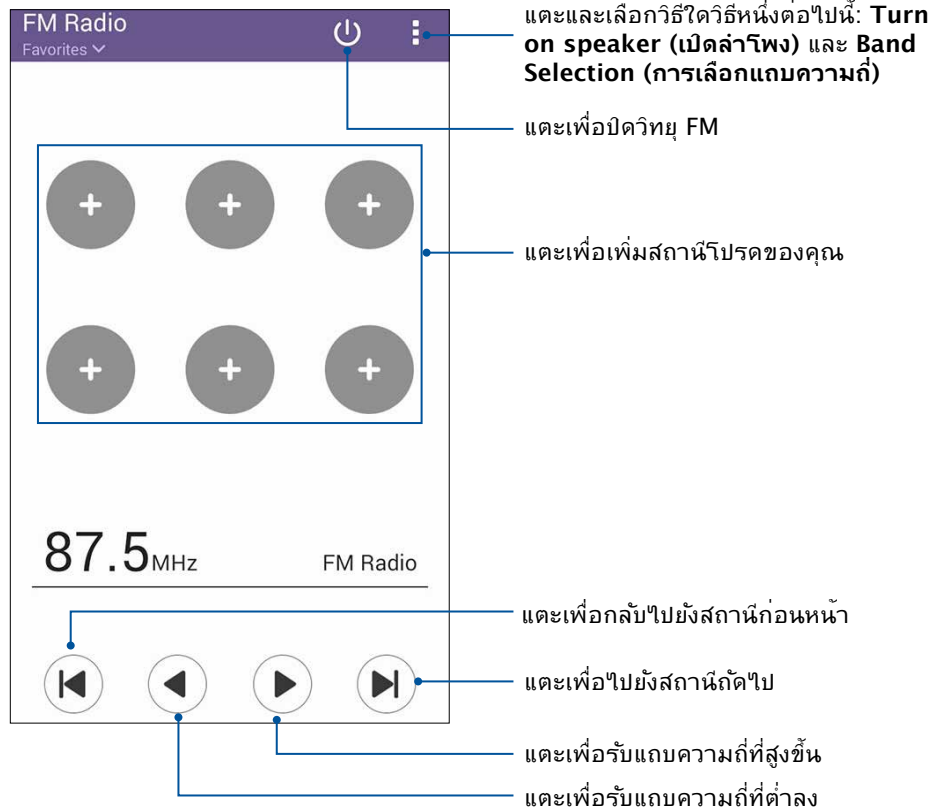 FM Radio
Favorites
แตะและเลือกวิธีใดวิธีหนึ่งต่อไปนี้: Turn
on speaker (เปิดลำโพง) และ Band
Selection (การเลือกแถบความถี่)
แตะเพื่อปิดวิทยุ FM
แตะเพื่อเพิ่มสถานีโปรดของคุณ
87.5MHz
FM Radio
แตะเพื่อกลับไปยังสถานีก่อนหน้า
แตะเพื่อไปยังสถานีถัดไป
แตะเพื่อรับแถบความถี่ที่สูงขึ้น
แตะเพื่อรับแถบความถี่ที่ต่ำลง